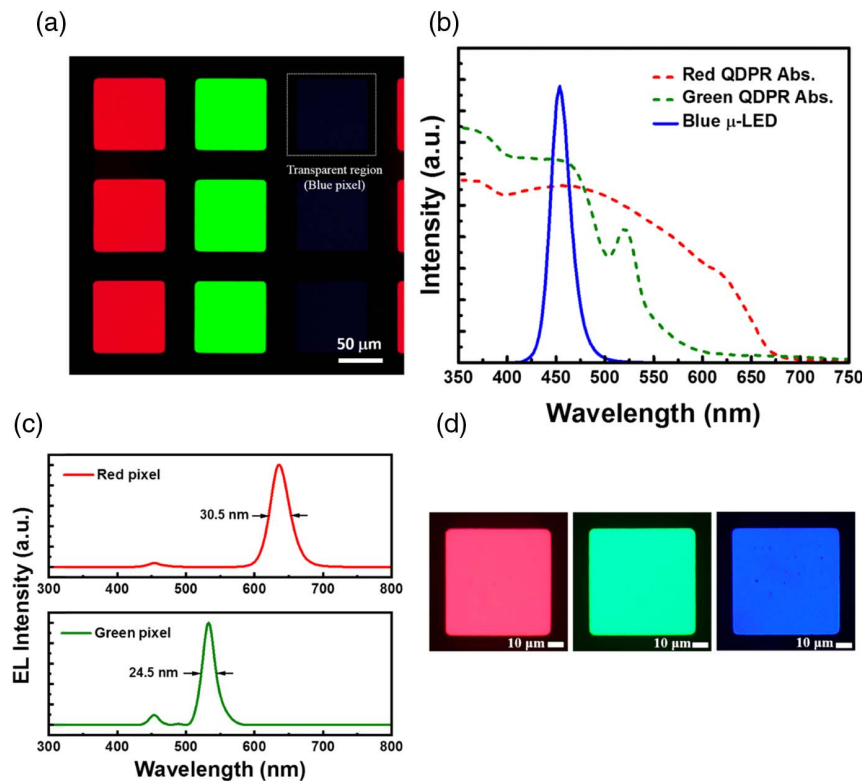 (a)
Transparent region
(Blue pixel)
50 μm
(b)
Red QDPR Abs.
Green QDPR Abs.
Blue μ-LED
Intensity (a.u.)
350 400 450 500 550 600 650 700 750
Wavelength (nm)
(c)
Red pixel
30.5 nm
300 400 500 600 700 800
Green pixel
24.5 nm
300 400 500 600 700 800
EL Intensity (a.u.)
Wavelength (nm)
(d)
10 μm
10 μm
10 μm